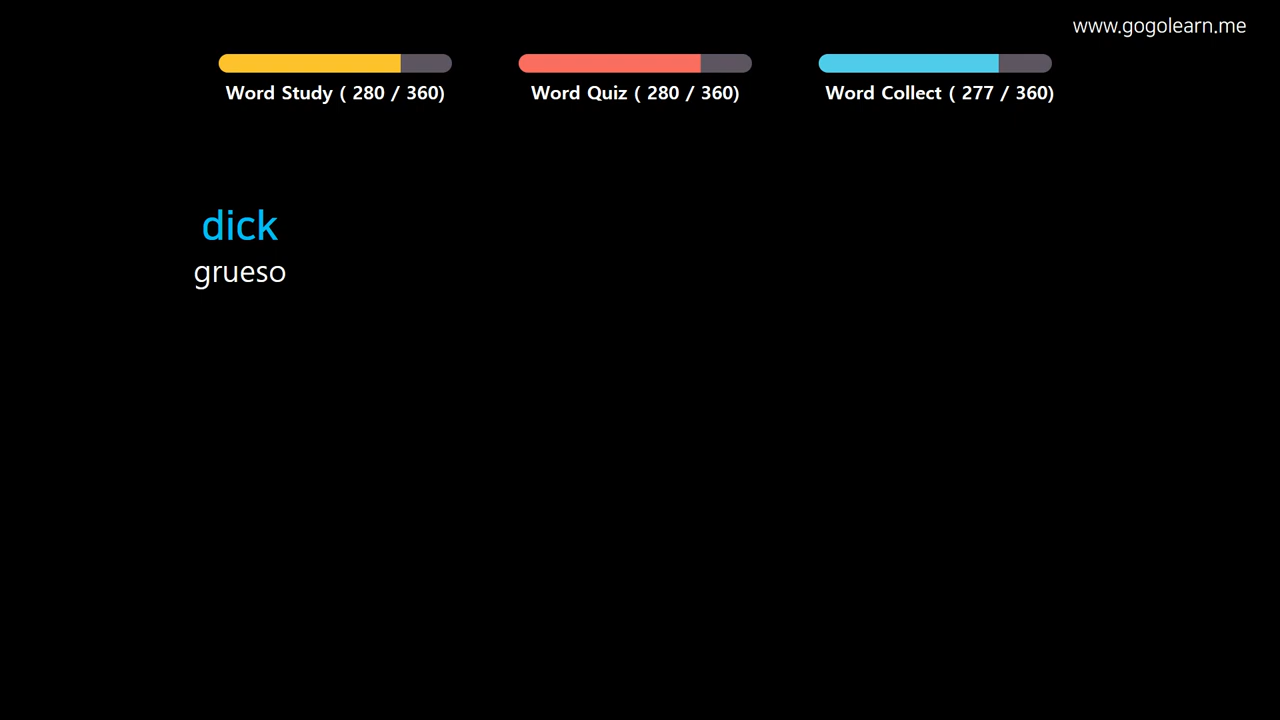 www.gogolearn.me
Word Study ( 280 / 360)
Word Quiz ( 280 / 360)
Word Collect ( 277 / 360)
dick
grueso